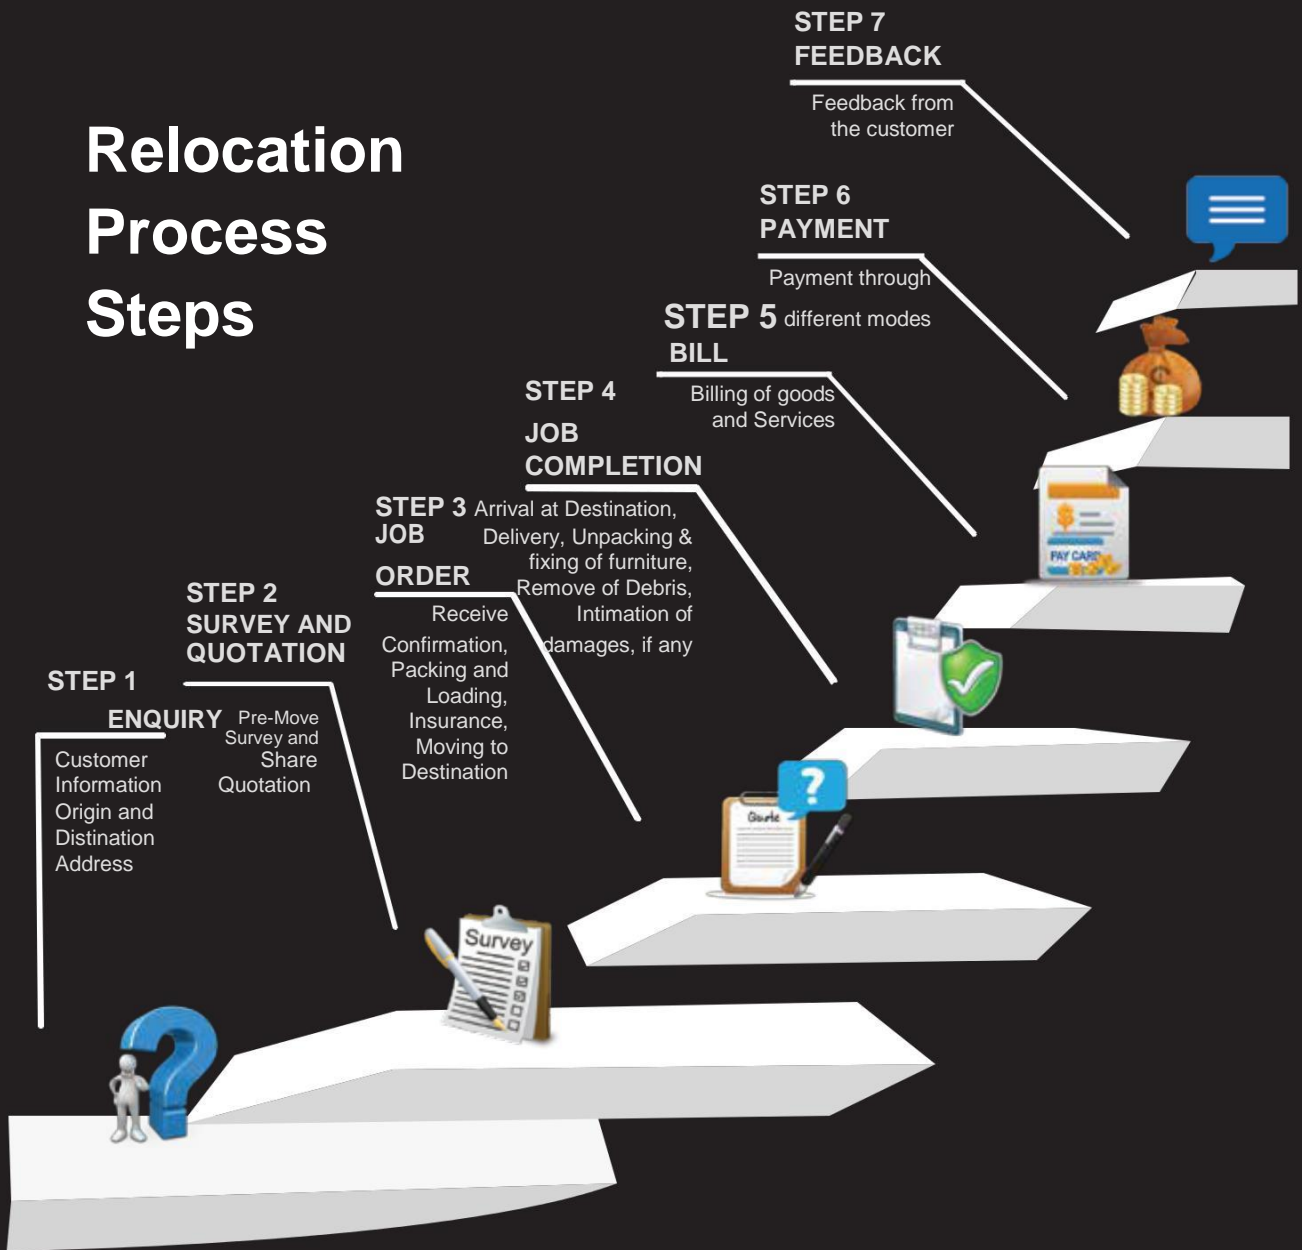 Relocation
Process
Steps
STEP 7
FEEDBACK
Feedback from
the customer
STEP 6
PAYMENT
Payment through
different modes
STEP 5
BILL
Billing of goods
and Services
STEP 4
JOB
COMPLETION
Arrival at Destination,
Delivery, Unpacking &
fixing of furniture,
Remove of Debris,
Intimation of
damages, if any
STEP 3
JOB
ORDER
Receive
Confirmation,
Packing and
Loading,
Insurance,
Moving to
Destination
STEP 2
SURVEY AND
QUOTATION
Pre-Move
Survey and
Share
Quotation
STEP 1
ENQUIRY
Customer
Information
Origin and
Distination
Address
PAY CARD
Quote
Survey